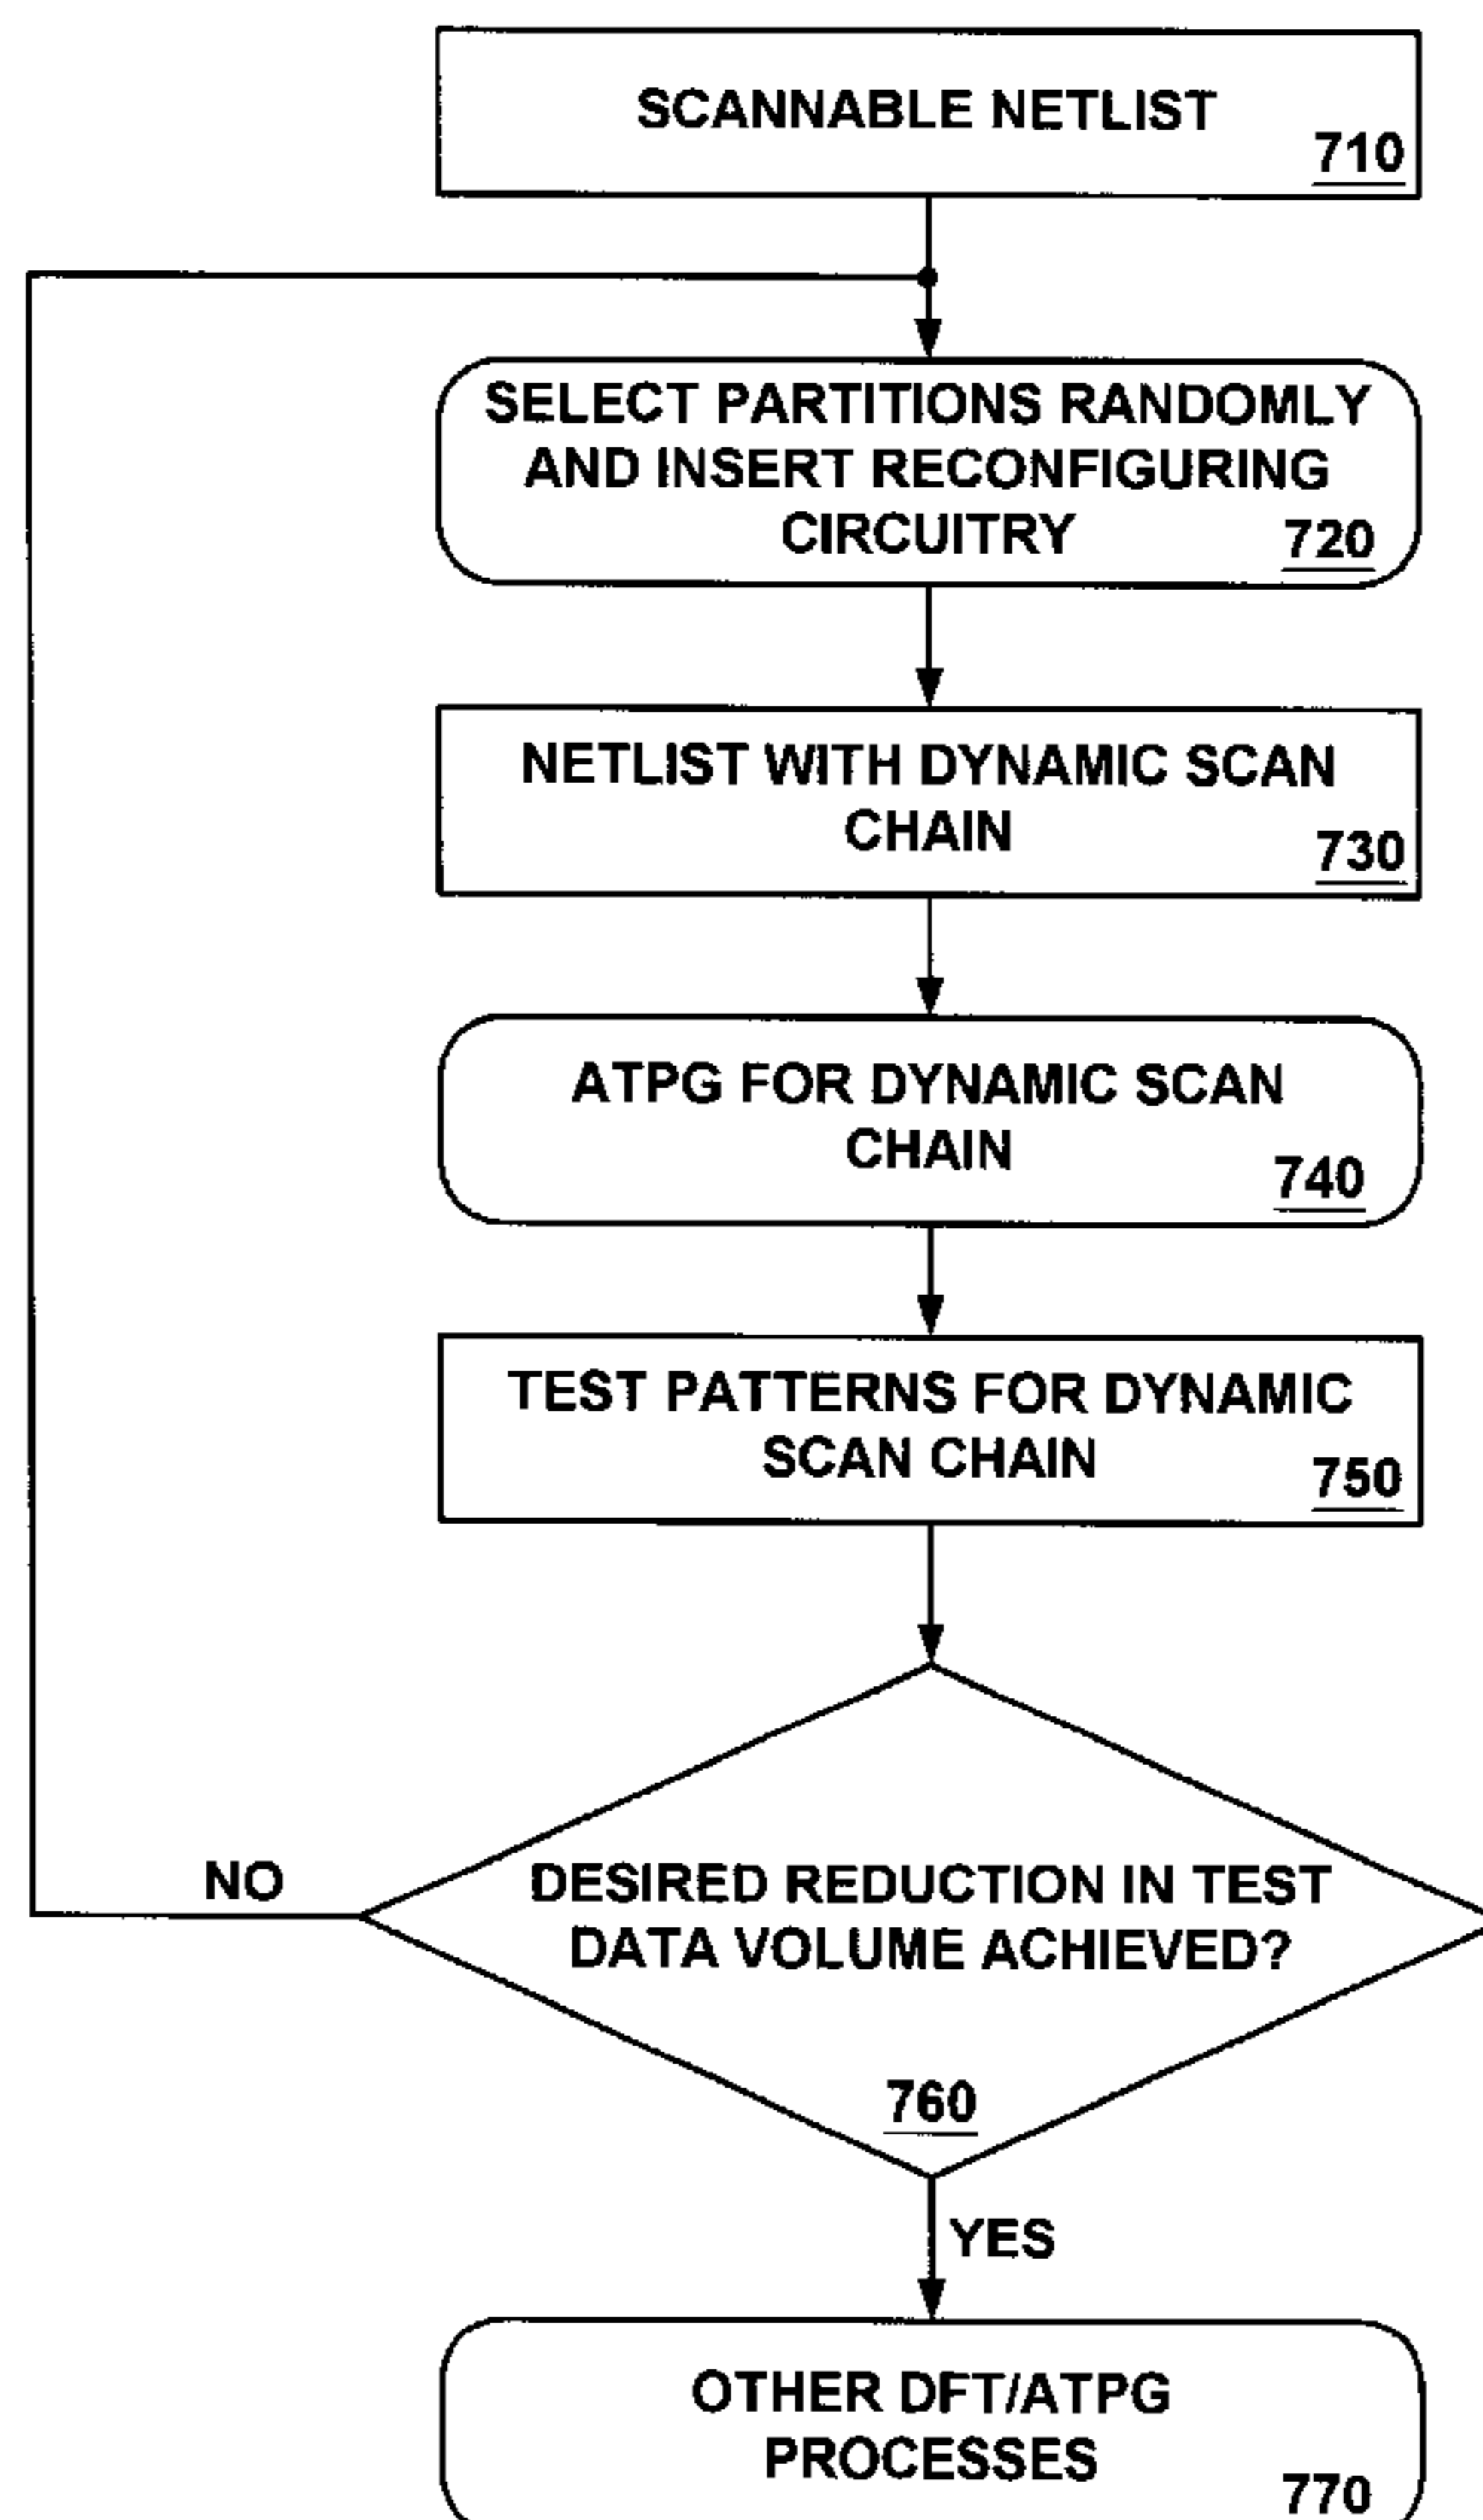 SCANNABLE NETLIST
710
SELECT PARTITIONS RANDOMLY
AND INSERT RECONFIGURING
CIRCUITRY
720
NETLIST WITH DYNAMIC SCAN
CHAIN
730
ATPG FOR DYNAMIC SCAN
CHAIN
740
TEST PATTERNS FOR DYNAMIC
SCAN CHAIN
750
DESIRED REDUCTION IN TEST
DATA VOLUME ACHIEVED?
NO
760
YES
OTHER DFT/ATPG
PROCESSES
770